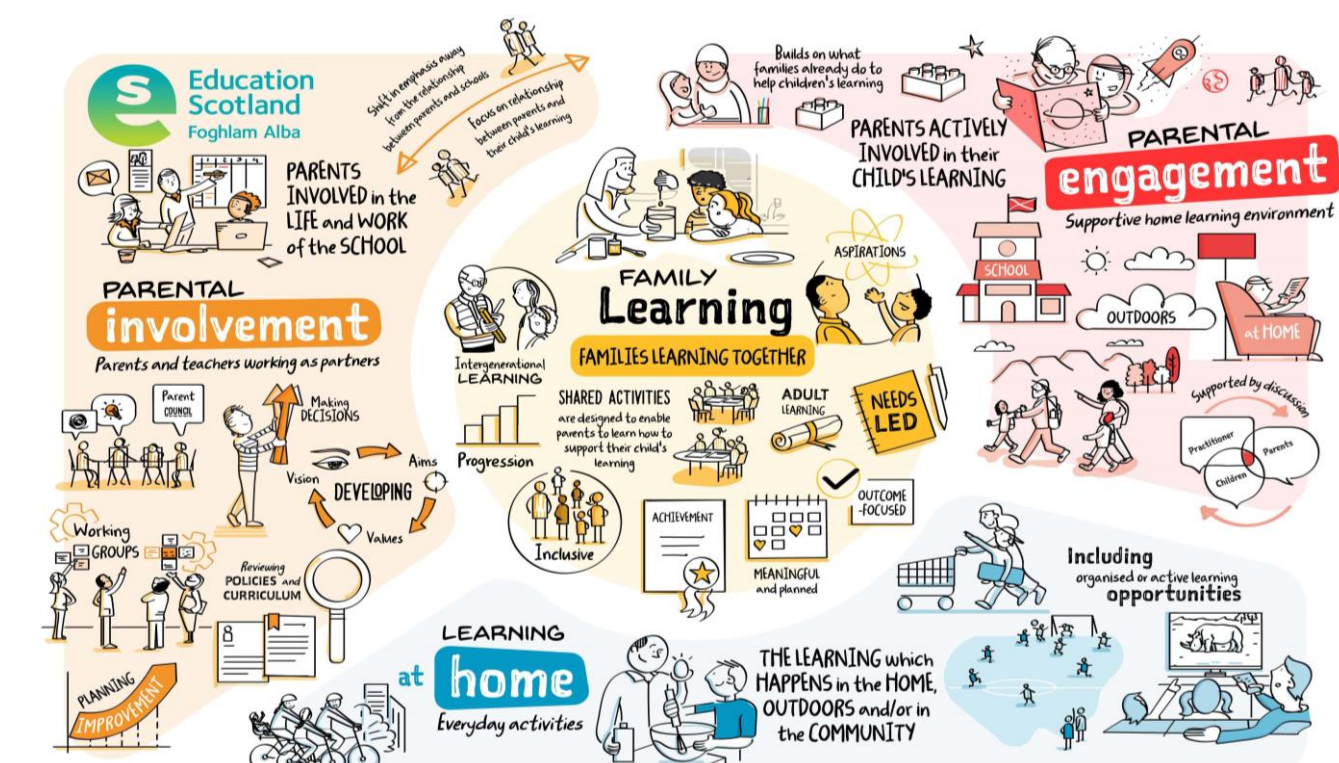 Education
Scotland
Foghlam Alba
Shift in emphasis away
from the relationship
between parents and schools
Focus on relationship
between parents and
their child's learning
PARENTS
INVOLVED in the
LIFE and WORK
of the SCHOOL
PARENTAL
involvement
Parents and teachers working as partners
Parent
COUNCIL
Making
DECISIONS
Vision
Aims
DEVELOPING
Values
Working
GROUPS
Reviewing
POLICIES and
CURRICULUM
PLANNING
IMPROVEMENT
FAMILY
Learning
FAMILIES LEARNING TOGETHER
Intergenerational
LEARNING
ASPIRATIONS
SHARED ACTIVITIES
are designed to enable
parents to learn how to
support their child's
learning
ADULT
LEARNING
NEEDS
LED
Progression
Inclusive
ACHIEVEMENT
OUTCOME
-FOCUSED
MEANINGFUL
and planned
Builds on what
families already do to
help children's learning
PARENTS ACTIVELY
INVOLVED in their
CHILD'S LEARNING
PARENTAL
engagement
Supportive home learning environment
SCHOOL
OUTDOORS
at HOME
Supported by discussion
Practitioner
Parents
Children
LEARNING
at home
Everyday activities
THE LEARNING which
HAPPENS in the HOME,
OUTDOORS and/or in
the COMMUNITY
Including
organised or active learning
opportunities